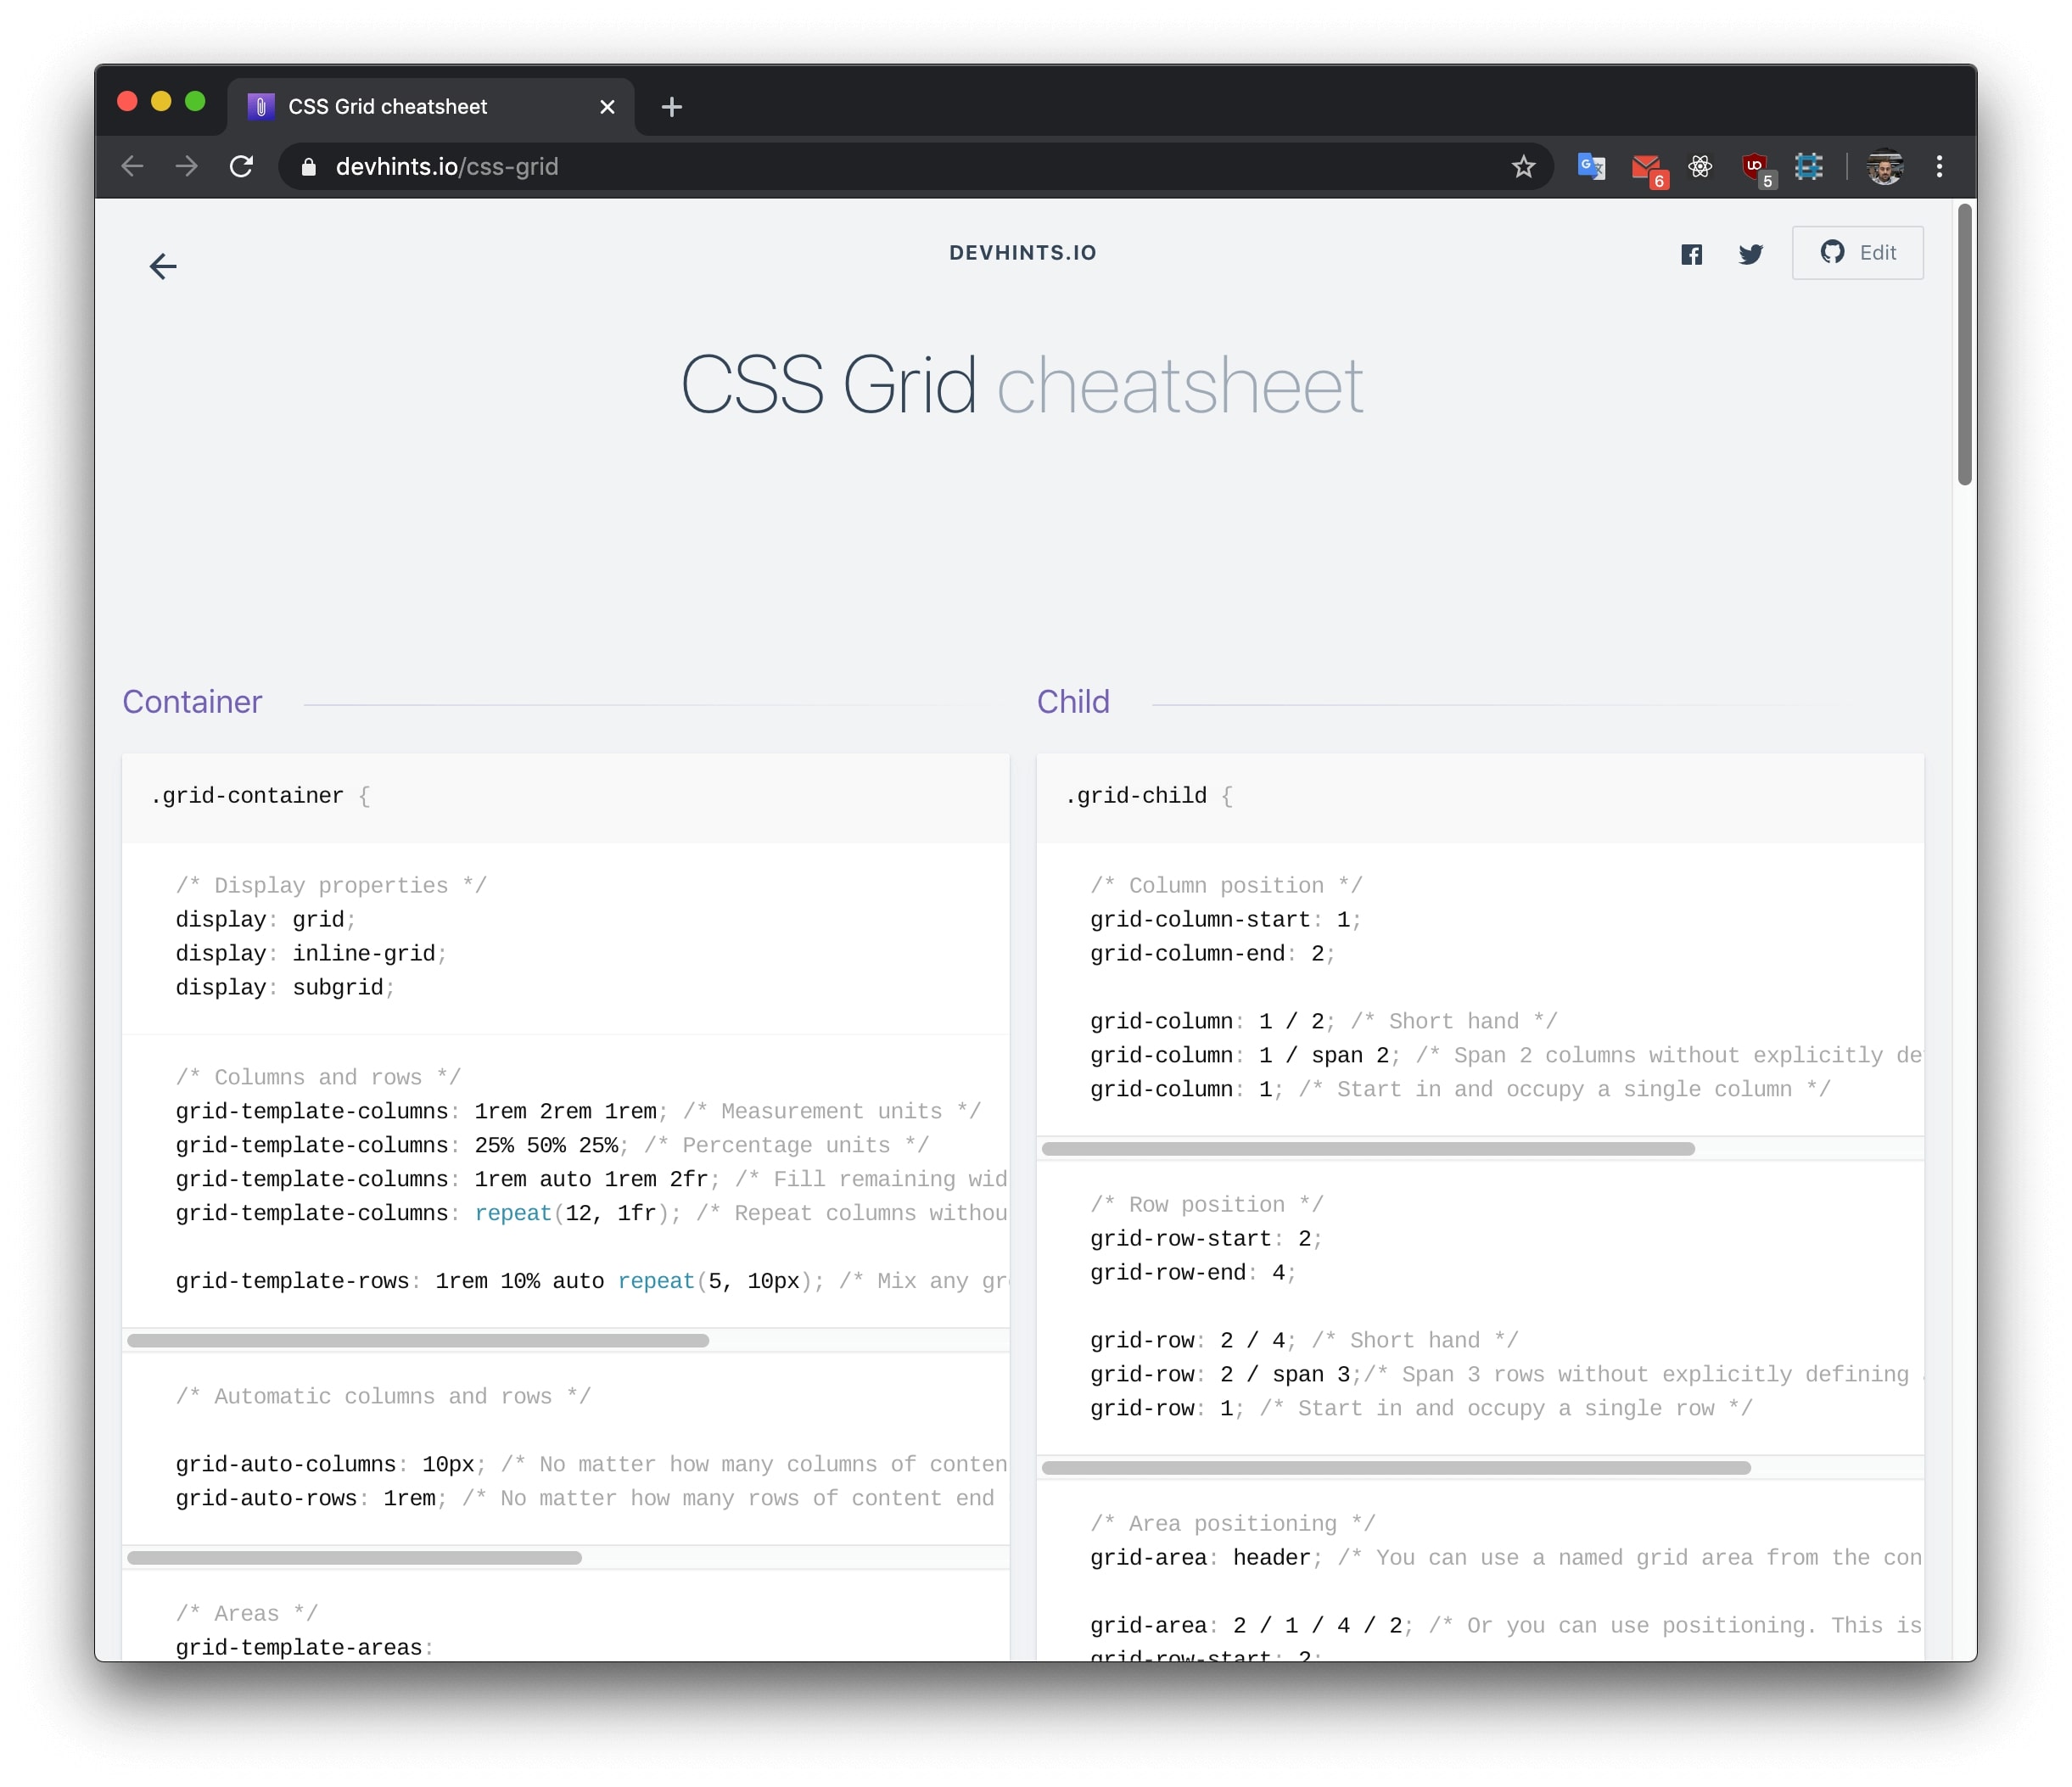 CSS Grid cheatsheet
devhints.io/css-grid
6
5
DEVHINTS.IO
Edit
CSS Grid cheatsheet
Container
.grid-container {
/* Display properties */
display: grid;
display: inline-grid;
display: subgrid;
/* Columns and rows */
grid-template-columns: 1rem 2rem 1rem; /* Measurement units */
grid-template-columns: 25% 50% 25%; /* Percentage units */
grid-template-columns: 1rem auto 1rem 2fr; /* Fill remaining wid
grid-template-columns: repeat(12, 1fr); /* Repeat columns withou
grid-template-rows: 1rem 10% auto repeat(5, 10px); /* Mix any gr
/* Automatic columns and rows */
grid-auto-columns: 10px; /* No matter how many columns of conten
grid-auto-rows: 1rem; /* No matter how many rows of content end
/* Areas */
grid-template-areas:
Child
.grid-child {
/* Column position */
grid-column-start: 1;
grid-column-end: 2;
grid-column: 1 / 2; /* Short hand */
grid-column: 1 / span 2; /* Span 2 columns without explicitly de
grid-column: 1; /* Start in and occupy a single column */
/* Row position */
grid-row-start: 2;
grid-row-end: 4;
grid-row: 2 / 4; /* Short hand */
grid-row: 2 / span 3;/* Span 3 rows without explicitly defining
grid-row: 1; /* Start in and occupy a single row */
/* Area positioning */
grid-area: header; /* You can use a named grid area from the con
grid-area: 2 / 1 / 4 / 2; /* Or you can use positioning. This is
grid-row-start: 2;